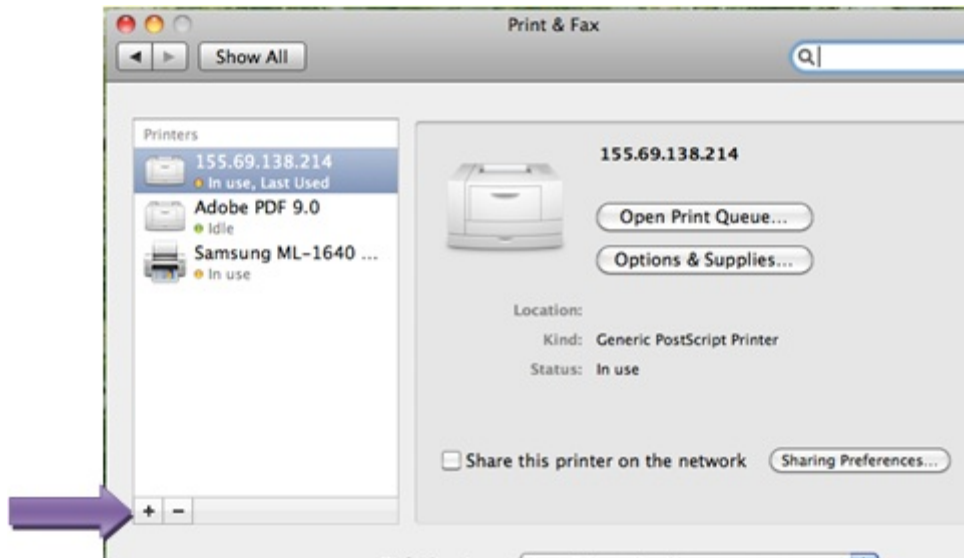 Print & Fax
Show All
Printers
155.69.138.214
In use, Last Used
Adobe PDF 9.0
Idle
Samsung ML-1640 ...
In use
155.69.138.214
Open Print Queue...
Options & Supplies...
Location:
Kind: Generic PostScript Printer
Status: In use
Share this printer on the network Sharing Preferences...
+ −